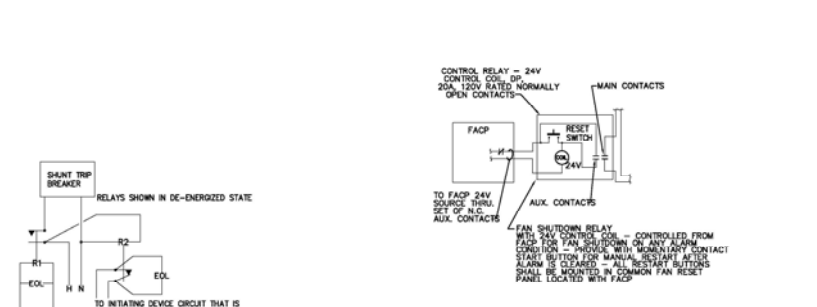 SHUNT TRIP
BREAKER
RELAYS SHOWN IN DE-ENERGIZED STATE
R2
R1
EOL
EOL
H N
TO INITIATING DEVICE CIRCUIT THAT IS
CONTROL RELAY - 24V
CONTROL COIL, DP,
20A, 120V RATED NORMALLY
OPEN CONTACTS
MAIN CONTACTS
FACP
RESET
SWITCH
COIL
24V
TO FACP 24V
SOURCE THRU.
SET OF N.C.
AUX. CONTACTS
AUX. CONTACTS
FAN SHUTDOWN RELAY
WITH 24V CONTROL COIL - CONTROLLED FROM
FACP FOR FAN SHUTDOWN ON ANY ALARM
CONDITION - PROVIDE WITH MOMENTARY CONTACT
START BUTTON FOR MANUAL RESTART AFTER
ALARM IS CLEARED - ALL RESTART BUTTONS
SHALL BE MOUNTED IN COMMON FAN RESET
PANEL LOCATED WITH FACP